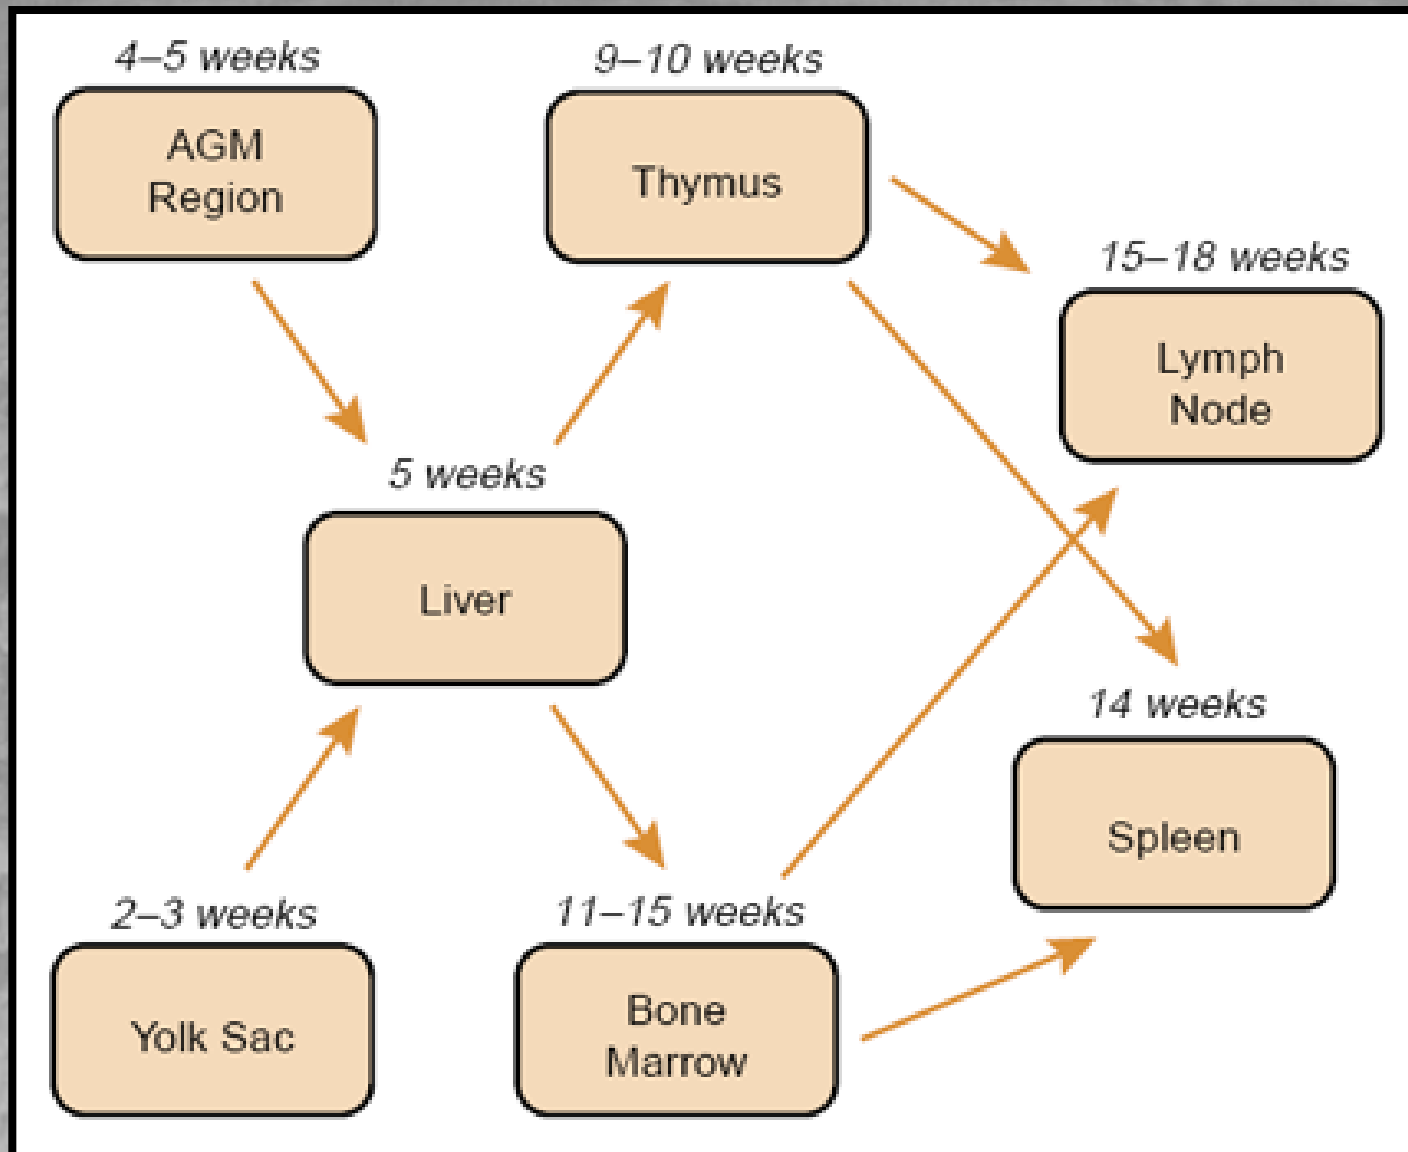 4–5 weeks
AGM
Region
9–10 weeks
Thymus
15–18 weeks
Lymph
Node
5 weeks
Liver
14 weeks
Spleen
2–3 weeks
Yolk Sac
11–15 weeks
Bone
Marrow